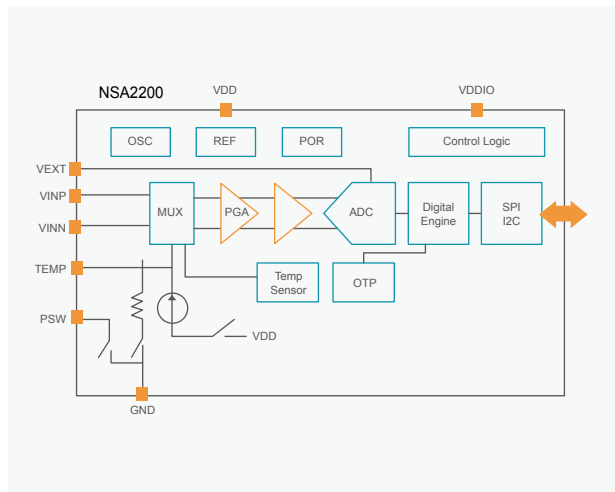 NSA2200
VDD
VDDIO
OSC
REF
POR
Control Logic
VEXT
VINP
VINN
MUX
PGA
ADC
Digital
Engine
SPI
I2C
TEMP
Temp
Sensor
OTP
PSW
VDD
GND